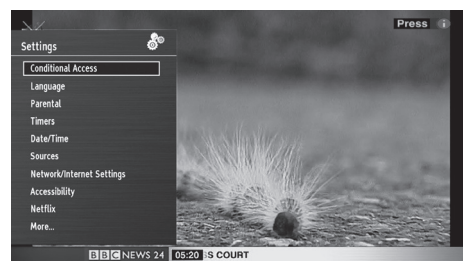 Press i
Settings
Conditional Access
Language
Parental
Timers
Date/Time
Sources
Network/Internet Settings
Accessibility
Netflix
More...
BBC NEWS 24 05:20 S COURT